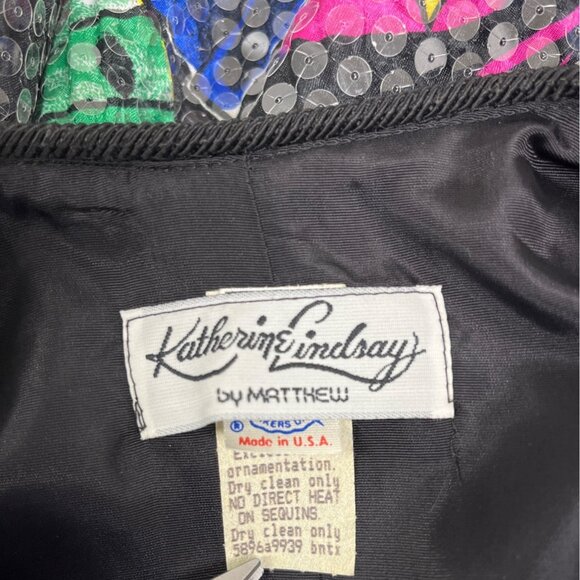 Katherine Lindsay
by MATTHEW
®
Made in U.S.A.
ornamentation.
Dry clean only
NO DIRECT HEAT
ON SEQUINS.
Dry clean only
5896a9939 bntx